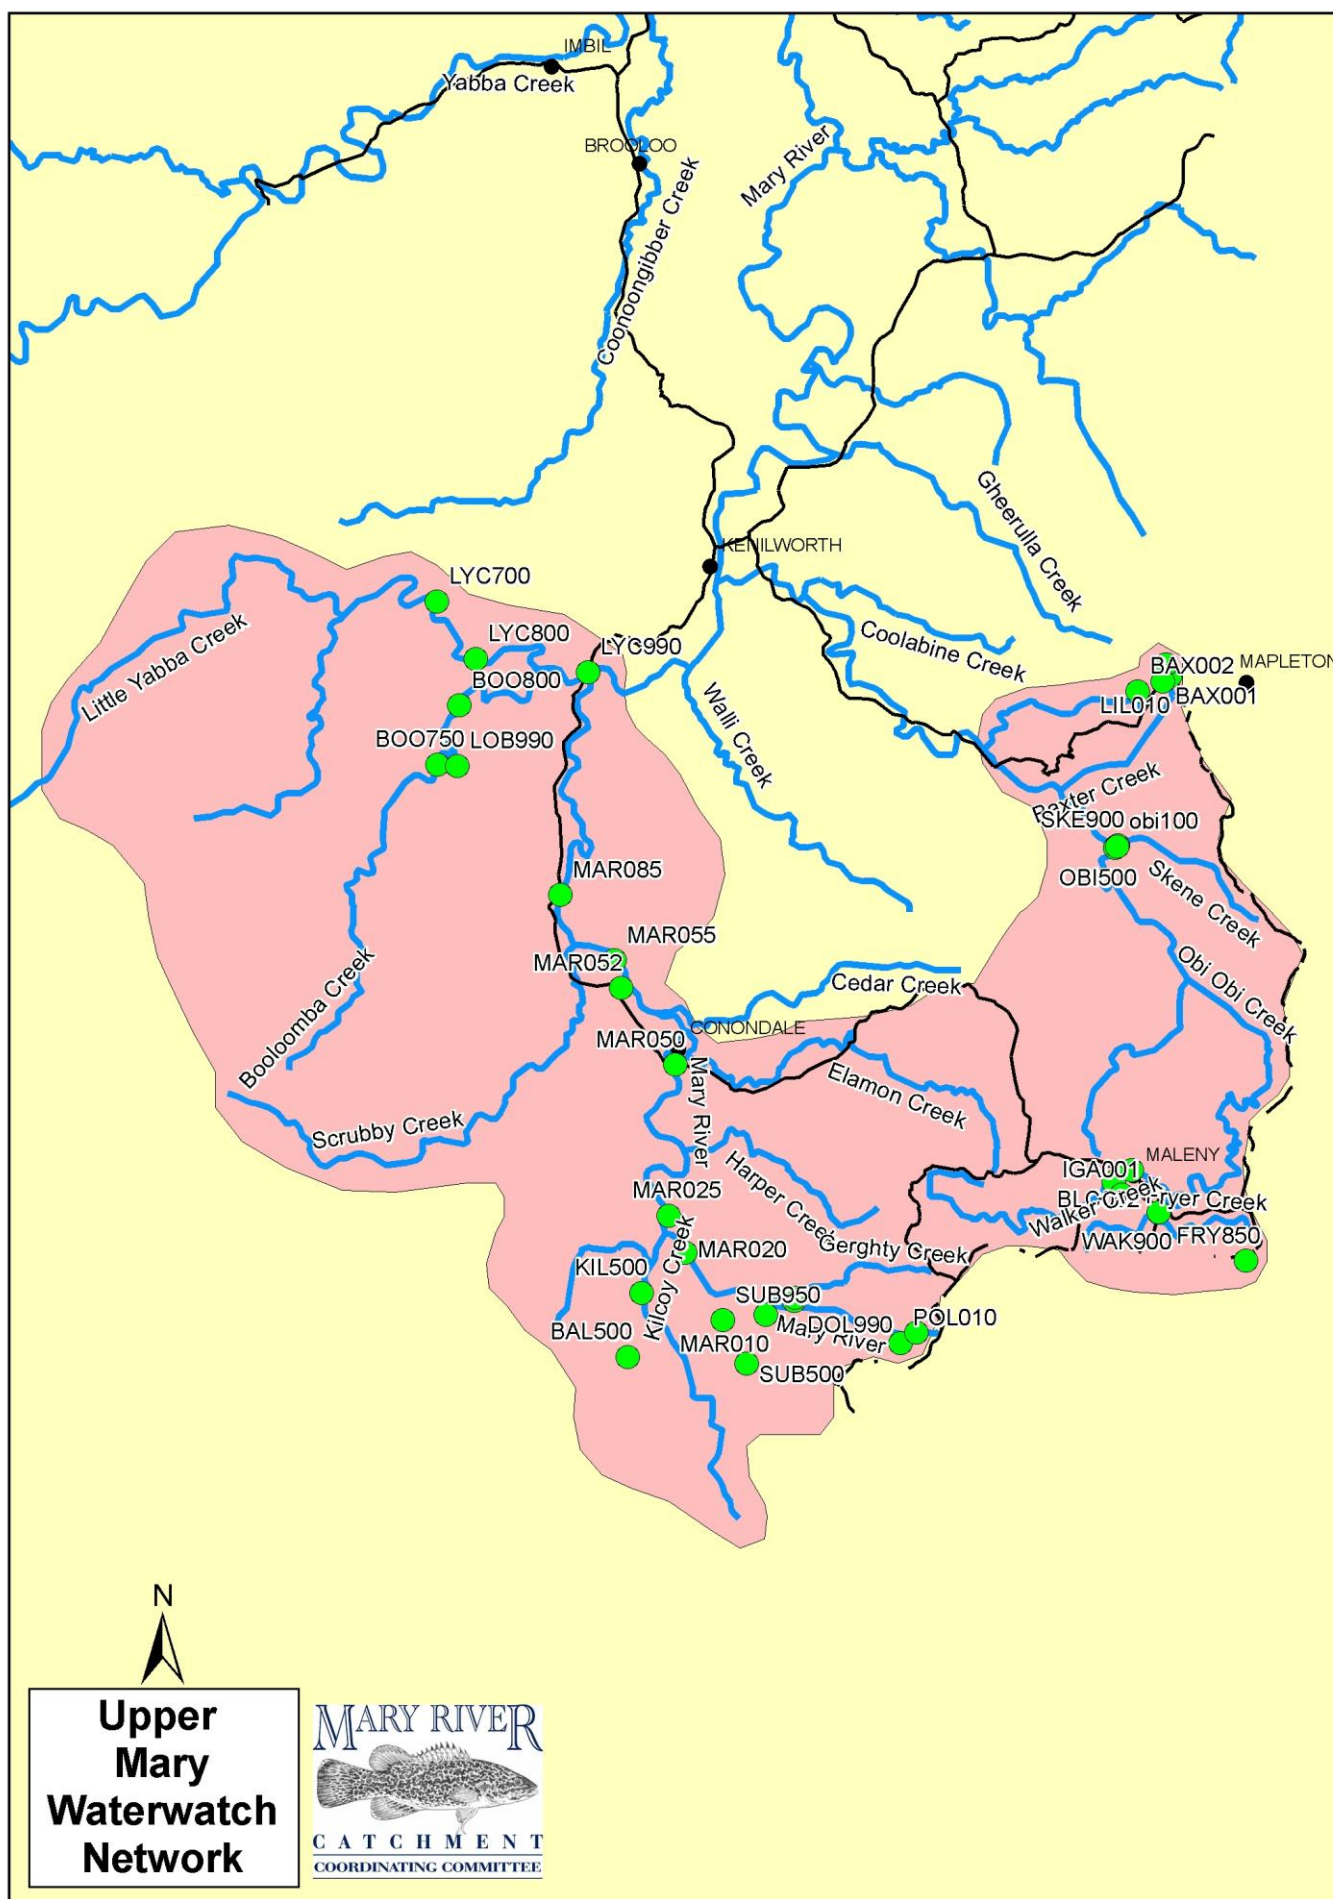 IMBIL
Yabba Creek
BROOLOO
Mary River
Coonoongibber Creek
KENILWORTH
Gheerulla Creek
LYC700
Coolabine Creek
LYC800
LYC990
Little Yabba Creek
BOO800
BAX002
MAPLETON
LIL010
BAX001
Walli Creek
BOO750
LOB990
Baxter Creek
SKE900
obi100
OBI500
Skene Creek
MAR085
MAR055
MAR052
Obi Obi Creek
Cedar Creek
Booloomba Creek
MAR050
CONONDALE
Mary River
Elamon Creek
Scrubby Creek
Harper Creek
IGA001
MALENY
Walker Creek
Fryer Creek
MAR025
WAK900
FRY850
MAR020
Gerghty Creek
KIL500
Kilcoy Creek
SUB950
DOL990
POL010
Mary River
BAL500
MAR010
SUB500
N
Upper
Mary
Waterwatch
Network
MARY RIVER
CATCHMENT
COORDINATING COMMITTEE